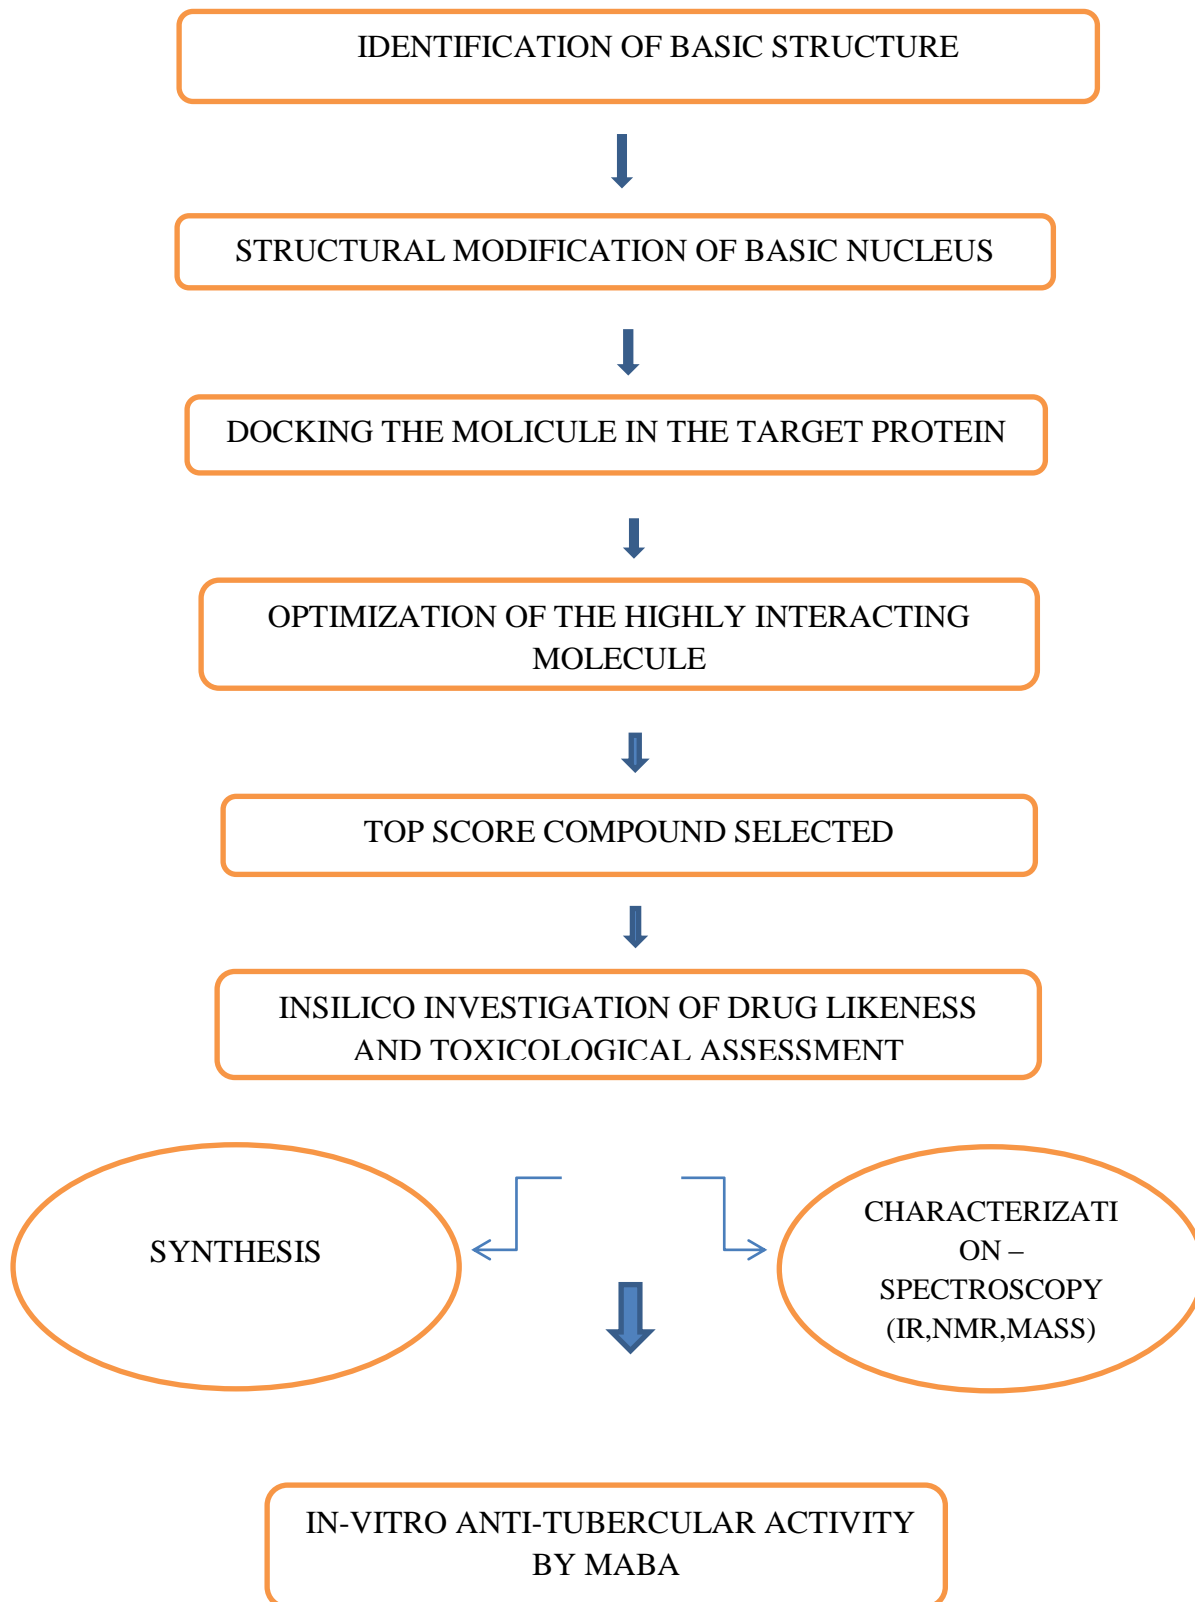 IDENTIFICATION OF BASIC STRUCTURE
STRUCTURAL MODIFICATION OF BASIC NUCLEUS
DOCKING THE MOLICULE IN THE TARGET PROTEIN
OPTIMIZATION OF THE HIGHLY INTERACTING
MOLECULE
TOP SCORE COMPOUND SELECTED
INSILICO INVESTIGATION OF DRUG LIKENESS
AND TOXICOLOGICAL ASSESSMENT
SYNTHESIS
CHARACTERIZATI
ON –
SPECTROSCOPY
(IR,NMR,MASS)
IN-VITRO ANTI-TUBERCULAR ACTIVITY
BY MABA